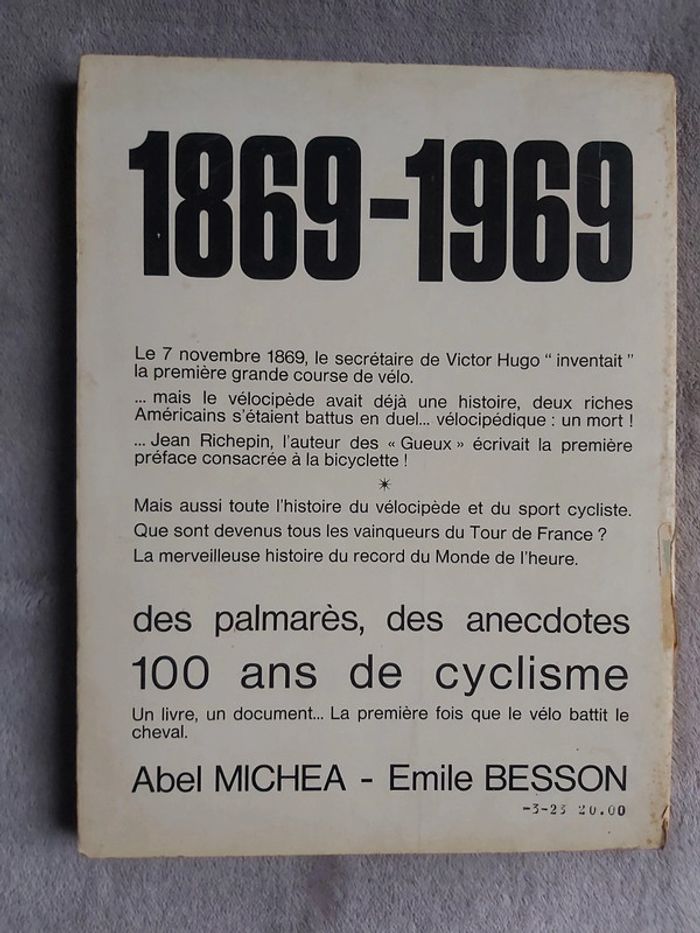 1869-1969
Le 7 novembre 1869, le secrétaire de Victor Hugo " inventait "
la première grande course de vélo.
... mais le vélocipède avait déjà une histoire, deux riches
Américains s'étaient battus en duel... vélocipédique : un mort !
... Jean Richepin, l'auteur des « Gueux » écrivait la première
préface consacrée à la bicyclette !
✶
Mais aussi toute l'histoire du vélocipède et du sport cycliste.
Que sont devenus tous les vainqueurs du Tour de France ?
La merveilleuse histoire du record du Monde de l'heure.
des palmarès, des anecdotes
100 ans de cyclisme
Un livre, un document... La première fois que le vélo battit le
cheval.
Abel MICHEA - Emile BESSON
-3-23 20.00